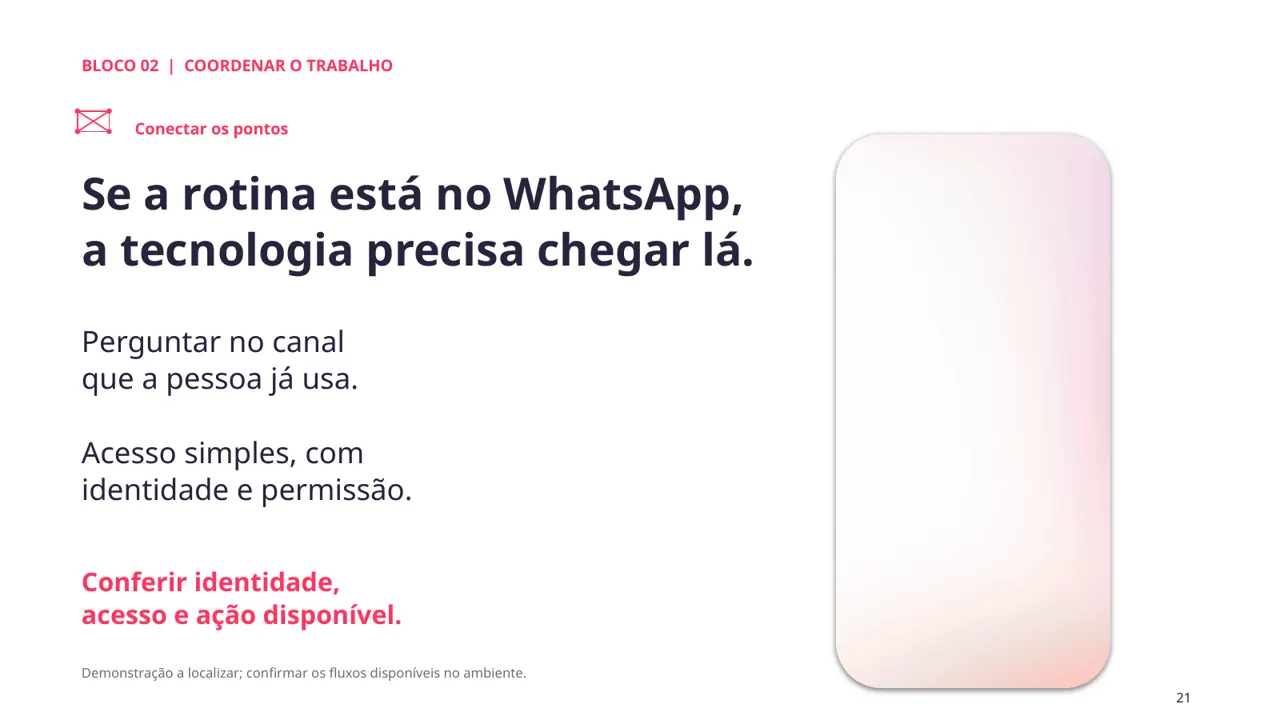 BLOCO 02 | COORDENAR O TRABALHO
Conectar os pontos
Se a rotina está no WhatsApp,
a tecnologia precisa chegar lá.
Perguntar no canal
que a pessoa já usa.
Acesso simples, com
identidade e permissão.
Conferir identidade,
acesso e ação disponível.
Demonstração a localizar; confirmar os fluxos disponíveis no ambiente.
21